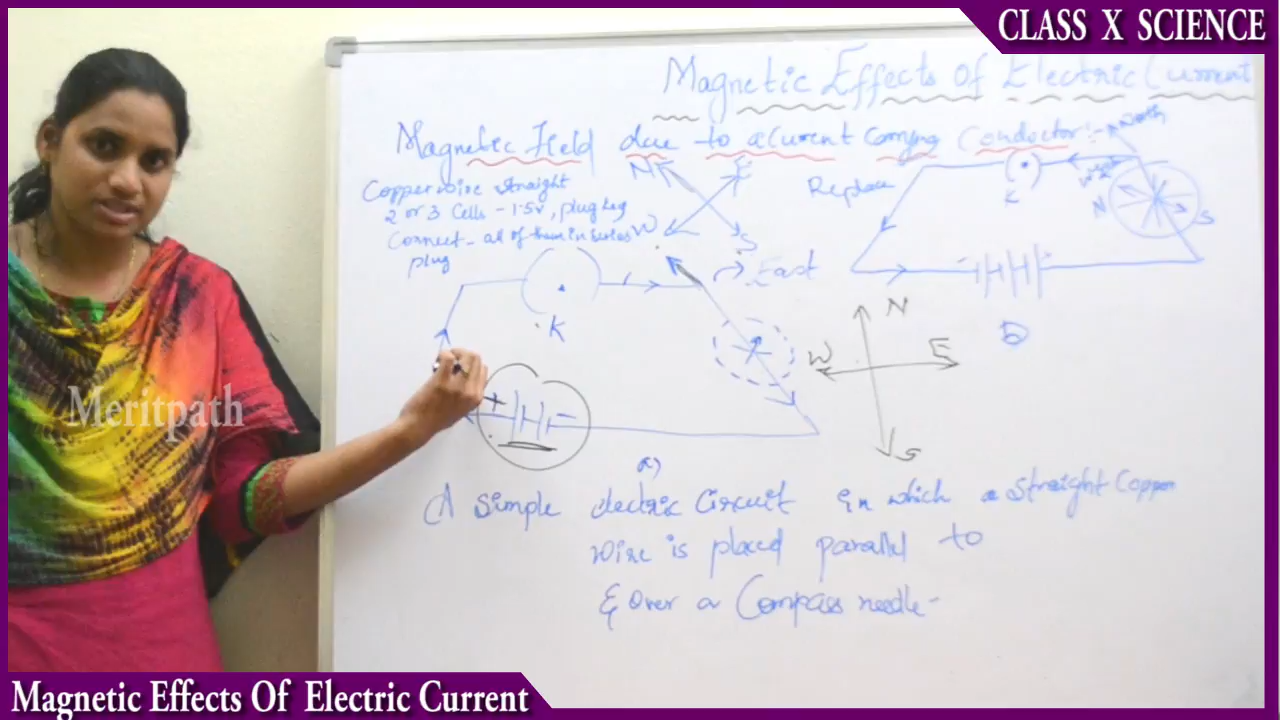 CLASS X SCIENCE
Magnetic Effects Of Electric Current
Magnetic Field due to a Current Carrying Conductor:-
Copper wire straight
2 or 3 Cells - 1.5v, plug key
Connect - all of them in series
plug
N
E
W
S
East
K
+
-
a)
Replace
K
North
N
S
b
N
W
E
S
A simple electric Circuit in which a straight Copper
wire is placed parallel to
& over a Compass needle-
Meritpath
Magnetic Effects Of Electric Current